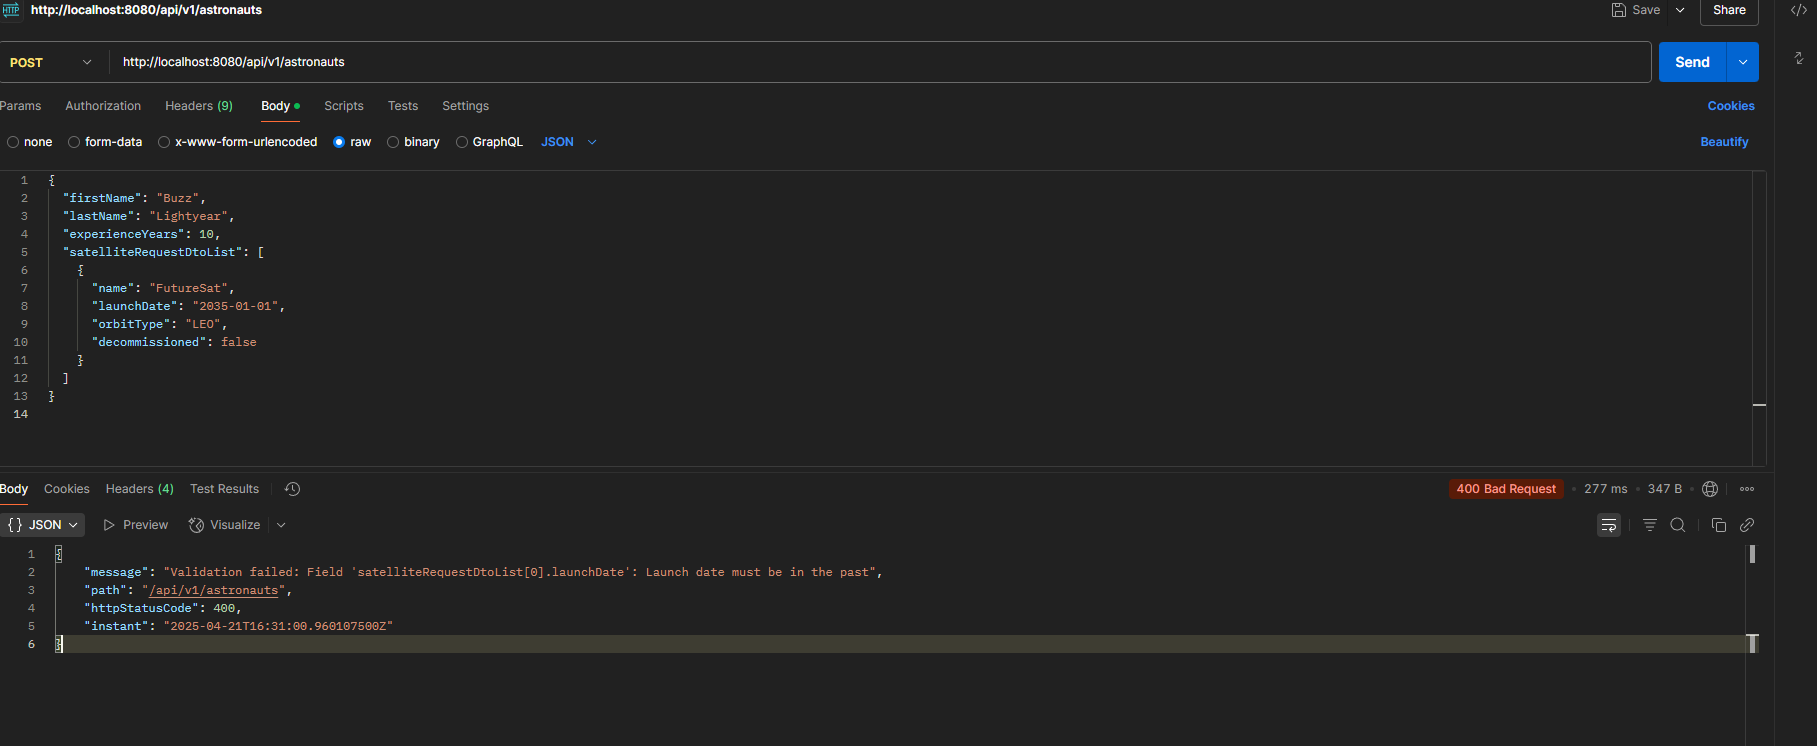 HTTP http://localhost:8080/api/v1/astronauts Save Share </>
POST http://localhost:8080/api/v1/astronauts Send
Params Authorization Headers (9) Body Scripts Tests Settings Cookies
none form-data x-www-form-urlencoded raw binary GraphQL JSON Beautify
1 {
2 "firstName": "Buzz",
3 "lastName": "Lightyear",
4 "experienceYears": 10,
5 "satelliteRequestDtoList": [
6 {
7 "name": "FutureSat",
8 "launchDate": "2035-01-01",
9 "orbitType": "LEO",
10 "decommissioned": false
11 }
12 ]
13 }
14
Body Cookies Headers (4) Test Results 400 Bad Request 277 ms 347 B
{} JSON Preview Visualize
1 {
2 "message": "Validation failed: Field 'satelliteRequestDtoList[0].launchDate': Launch date must be in the past",
3 "path": "/api/v1/astronauts",
4 "httpStatusCode": 400,
5 "instant": "2025-04-21T16:31:00.960107500Z"
6 }